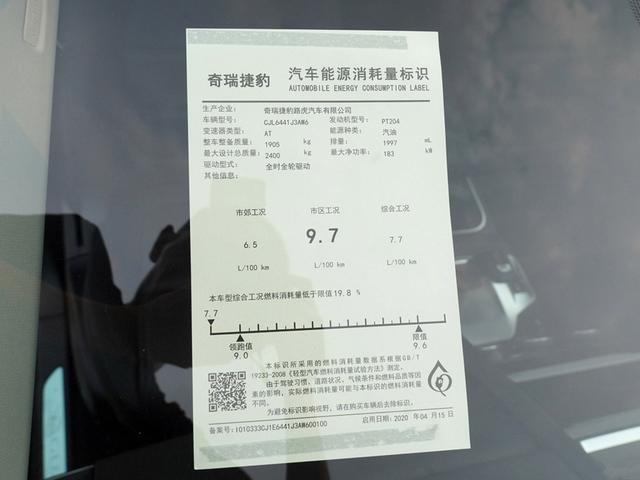 奇瑞捷豹 汽车能源消耗量标识
AUTOMOBILE ENERGY CONSUMPTION LABEL
生产企业: 奇瑞捷豹路虎汽车有限公司
车辆型号: CJL6441J3AM6 发动机型号: PT204
变速器类型: AT 能源种类: 汽油
整车整备质量: 1905 kg 排量: 1997 mL
最大设计总质量: 2400 kg 最大净功率: 183 kW
驱动型式: 全时全轮驱动
其他信息:
市郊工况 市区工况 综合工况
6.5 9.7 7.7
L/100 km L/100 km L/100 km
本车型综合工况燃料消耗量低于限值19.8 %
7.7
领跑值 限值
9.0 9.6
本标识所采用的燃料消耗量数据系根据GB/T
19233-2008《轻型汽车燃料消耗量试验方法》测定。
由于驾驶习惯、道路状况、气候条件和燃料品质等因
素的影响,实际燃料消耗量可能与本标识的燃料消耗量
不同。
为避免标识影响视野,请在购买车辆后去除标识。
备案号: I010333CJ1E6441J3AM600100 启用日期: 2020 年 04 月 15 日